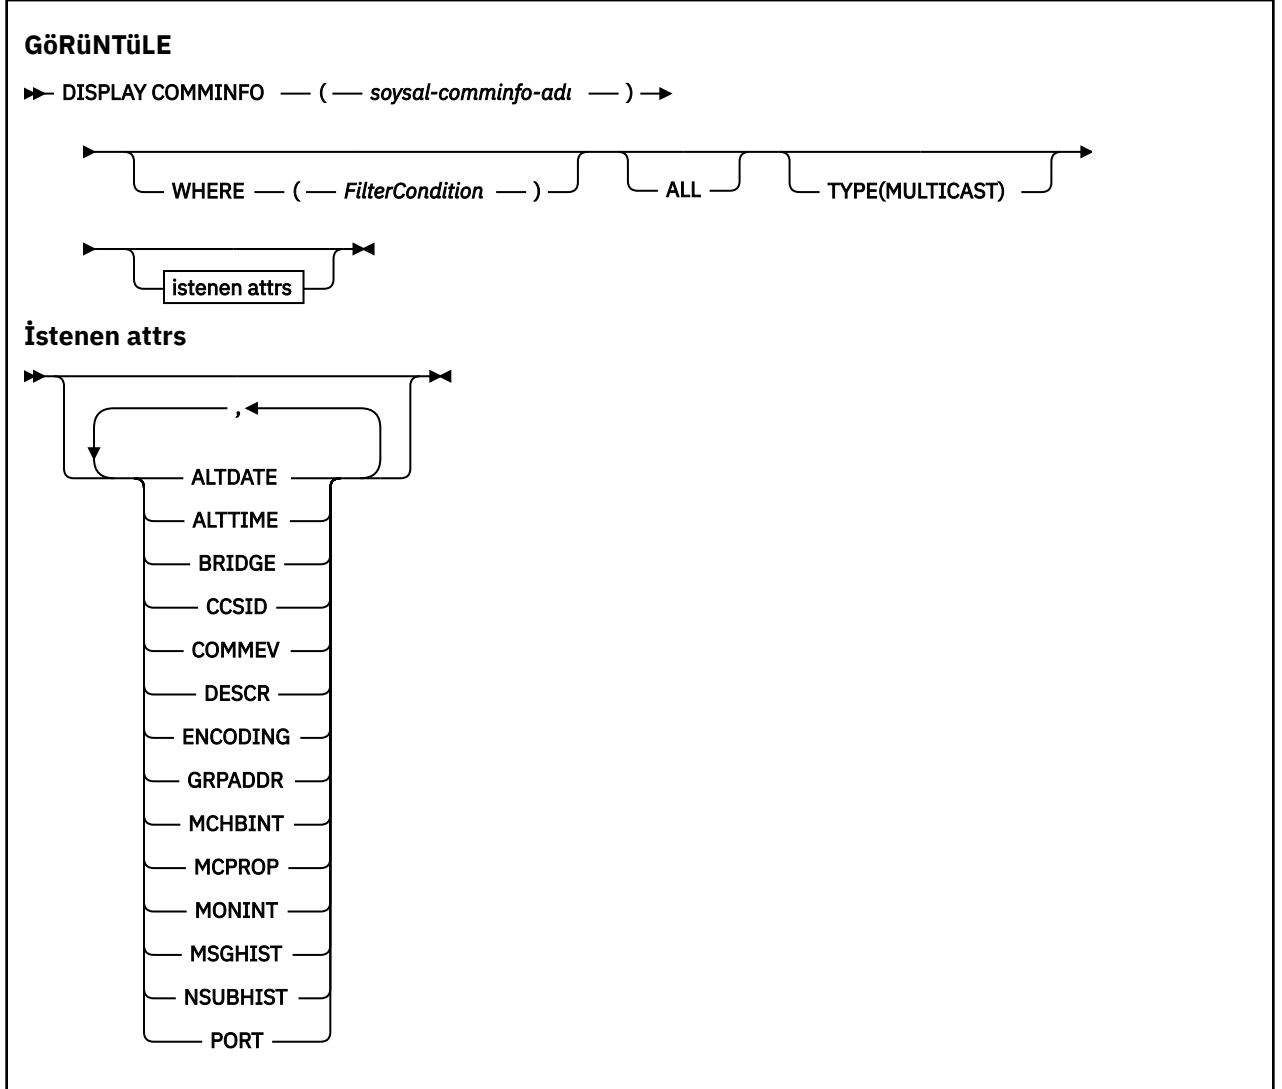 GöRüNTüLE
DISPLAY COMMINFO ( soysal-comminfo-adı )
WHERE ( FilterCondition ) ALL TYPE(MULTICAST)
istenen attrs
İstenen attrs
,
ALTDATE
ALTTIME
BRIDGE
CCSID
COMMEV
DESCR
ENCODING
GRPADDR
MCHBINT
MCPROP
MONINT
MSGHIST
NSUBHIST
PORT